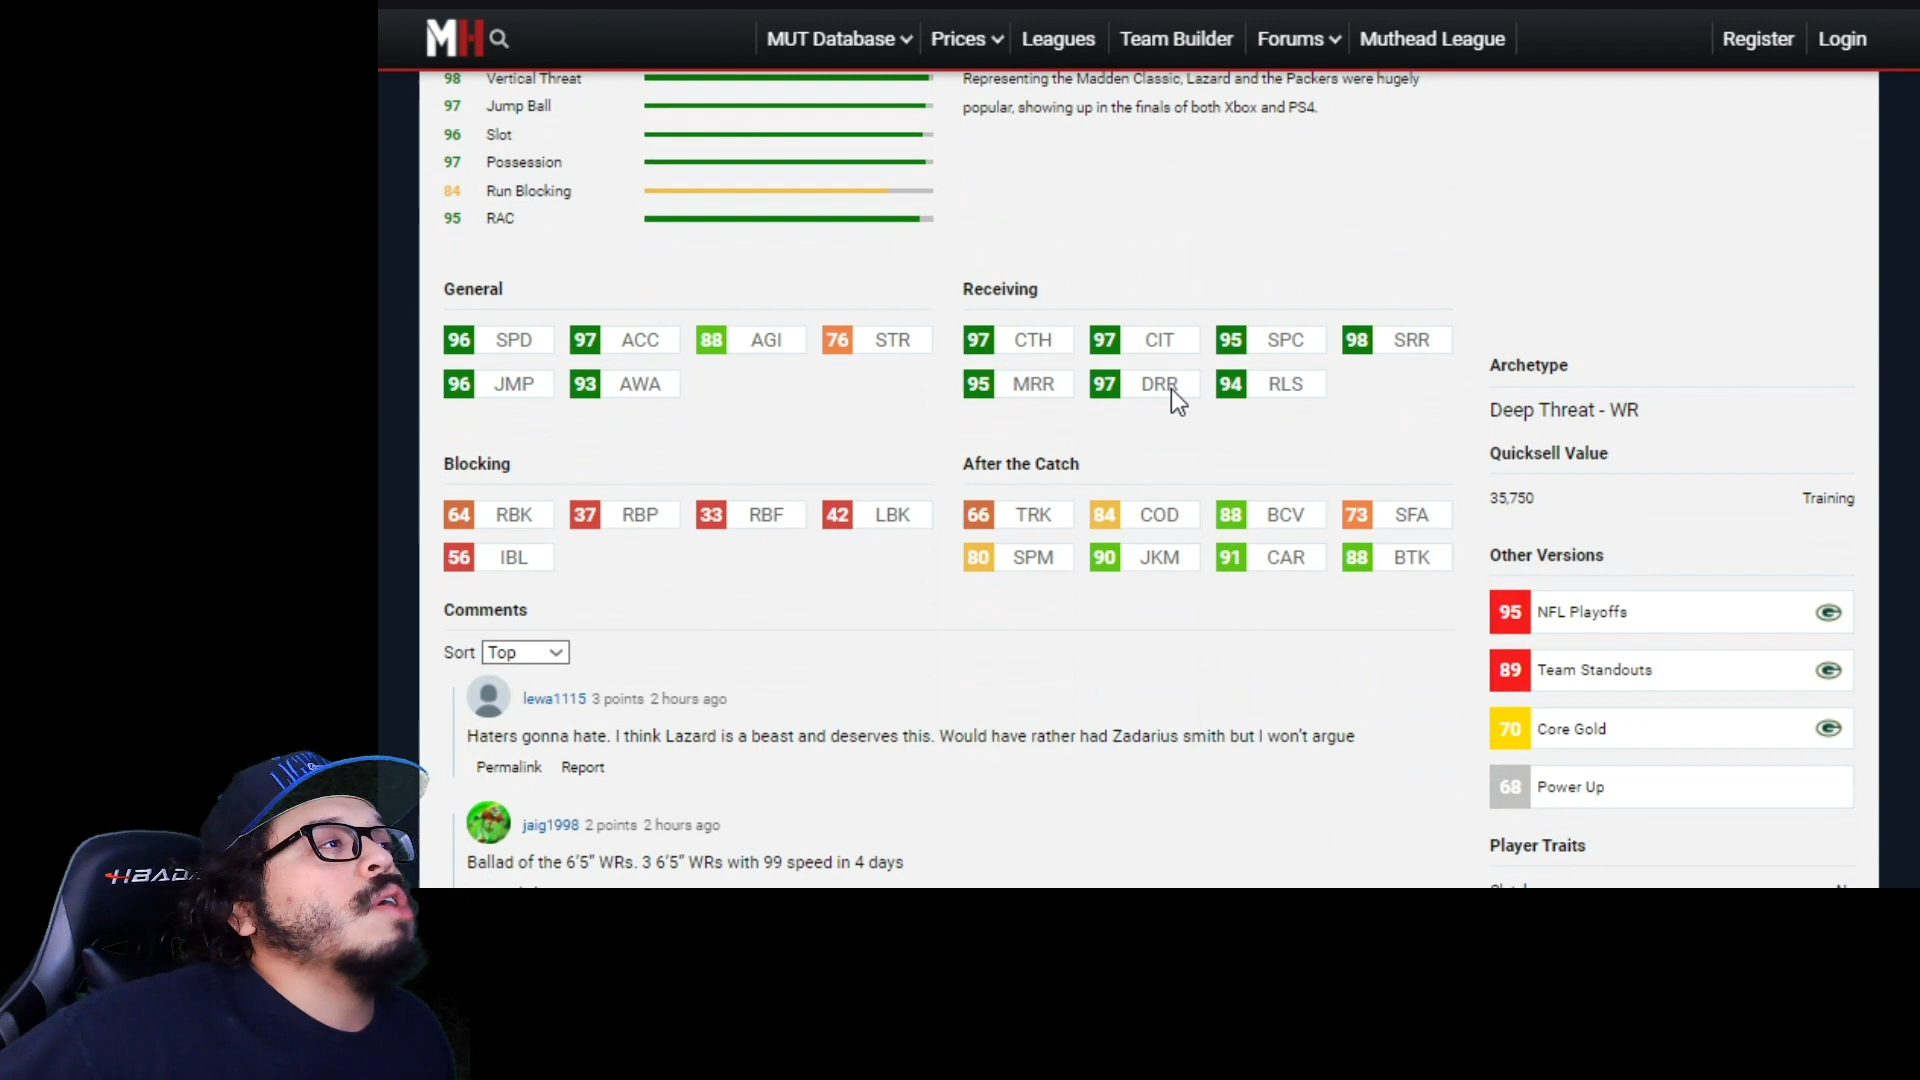 MH
MUT Database Prices Leagues Team Builder Forums Muthead League Register Login
98 Vertical Threat
97 Jump Ball
96 Slot
97 Possession
84 Run Blocking
95 RAC
Representing the Madden Classic, Lazard and the Packers were hugely
popular, showing up in the finals of both Xbox and PS4.
General
96 SPD 97 ACC 88 AGI 76 STR
96 JMP 93 AWA
Receiving
97 CTH 97 CIT 95 SPC 98 SRR
95 MRR 97 DRR 94 RLS
Blocking
64 RBK 37 RBP 33 RBF 42 LBK
56 IBL
After the Catch
66 TRK 84 COD 88 BCV 73 SFA
80 SPM 90 JKM 91 CAR 88 BTK
Archetype
Deep Threat - WR
Quicksell Value
35,750 Training
Other Versions
95 NFL Playoffs
89 Team Standouts
70 Core Gold
68 Power Up
Player Traits
Comments
Sort Top
lewa1115 3 points 2 hours ago
Haters gonna hate. I think Lazard is a beast and deserves this. Would have rather had Zadarius smith but I won't argue
Permalink Report
jaig1998 2 points 2 hours ago
Ballad of the 6'5" WRs. 3 6'5" WRs with 99 speed in 4 days